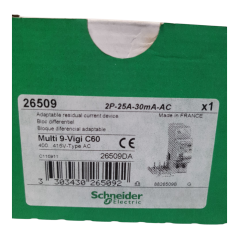 26509
2P-25A-30mA-AC
x1
Adaptable residual current device
Made in FRANCE
Bloc différentiel
Bloque diferencial adaptable
Multi 9-Vigi C60
400...415V-Type AC
26509DA
3 303430 265092
Schneider
Electric